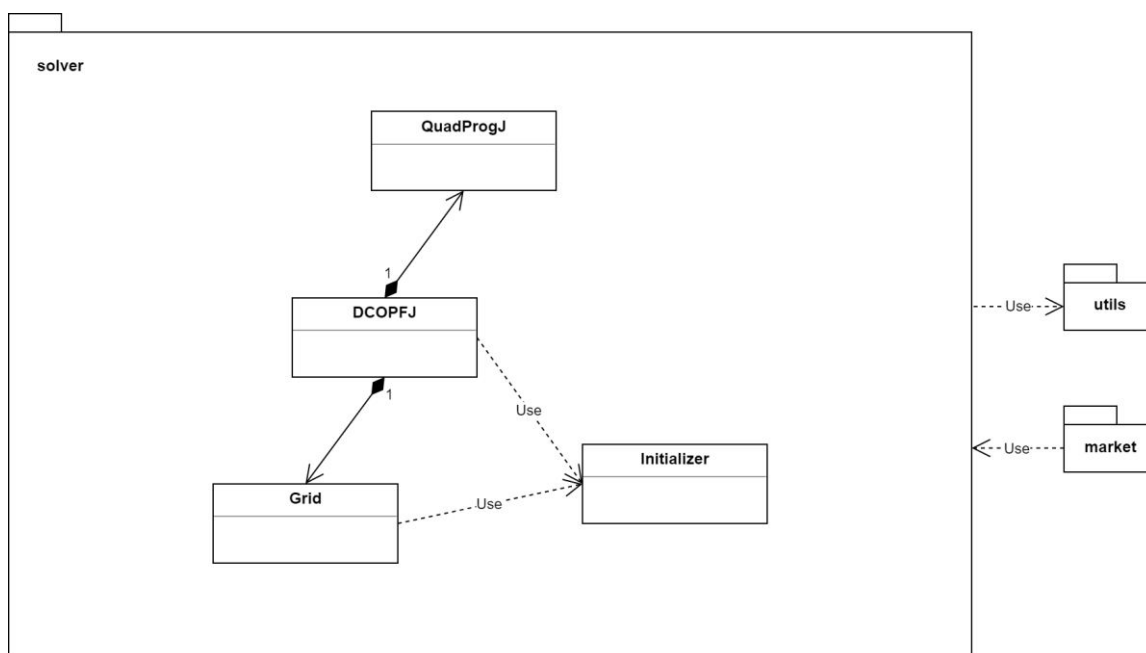 solver
QuadProgJ
1
DCOPFJ
1
Use
Use
Grid
Initializer
Use
utils
Use
market